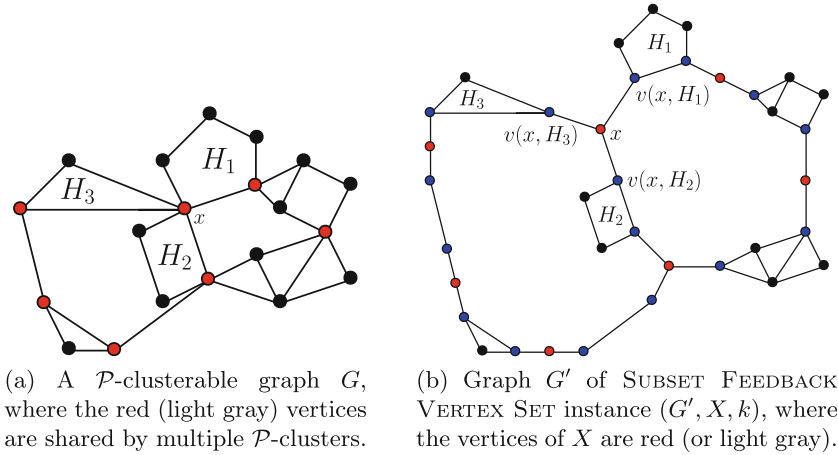 H₁
H₁
H₃
v(x, H₁)
v(x, H₃)
x
H₁
H₃
v(x, H₂)
x
H₂
H₂
(a) A 𝒫-clusterable graph G,
where the red (light gray) vertices
are shared by multiple 𝒫-clusters.
(b) Graph G′ of SUBSET FEEDBACK
VERTEX SET instance (G′, X, k), where
the vertices of X are red (or light gray).